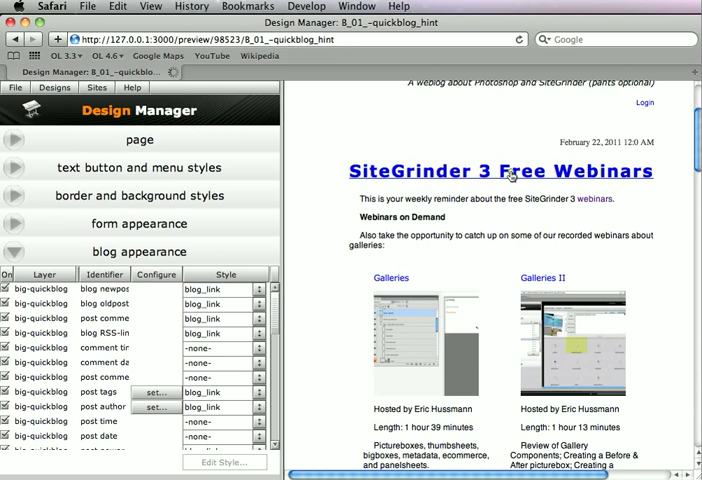 Safari File Edit View History Bookmarks Develop Window Help
Design Manager: B_01_-quickblog_hint
http://127.0.0.1:3000/preview/98523/B_01_-quickblog_hint
Google
OL 3.3 OL 4.6 Google Maps YouTube Wikipedia
Design Manager: B_01_-quickblo...
File Designs Sites Help
Design Manager
page
text button and menu styles
border and background styles
form appearance
blog appearance
On Layer Identifier Configure Style
big-quickblog blog newpos blog_link
big-quickblog blog oldpost blog_link
big-quickblog post comme blog_link
big-quickblog blog RSS-lin blog_link
big-quickblog comment tin -none-
big-quickblog comment da -none-
big-quickblog post comme -none-
big-quickblog post tags set... blog_link
big-quickblog post author set... blog_link
big-quickblog post time -none-
big-quickblog post date -none-
Edit Style...
A weblog about Photoshop and SiteGrinder (pants optional)
Login
February 22, 2011 12:0 AM
SiteGrinder 3 Free Webinars
This is your weekly reminder about the free SiteGrinder 3 webinars.
Webinars on Demand
Also take the opportunity to catch up on some of our recorded webinars about
galleries:
Galleries
Hosted by Eric Hussmann
Length: 1 hour 39 minutes
Pictureboxes, thumbsheets,
bigboxes, metadata, ecommerce,
and panelsheets.
Galleries II
Hosted by Eric Hussmann
Length: 1 hour 13 minutes
Review of Gallery
Components; Creating a Before &
After picturebox; Creating a